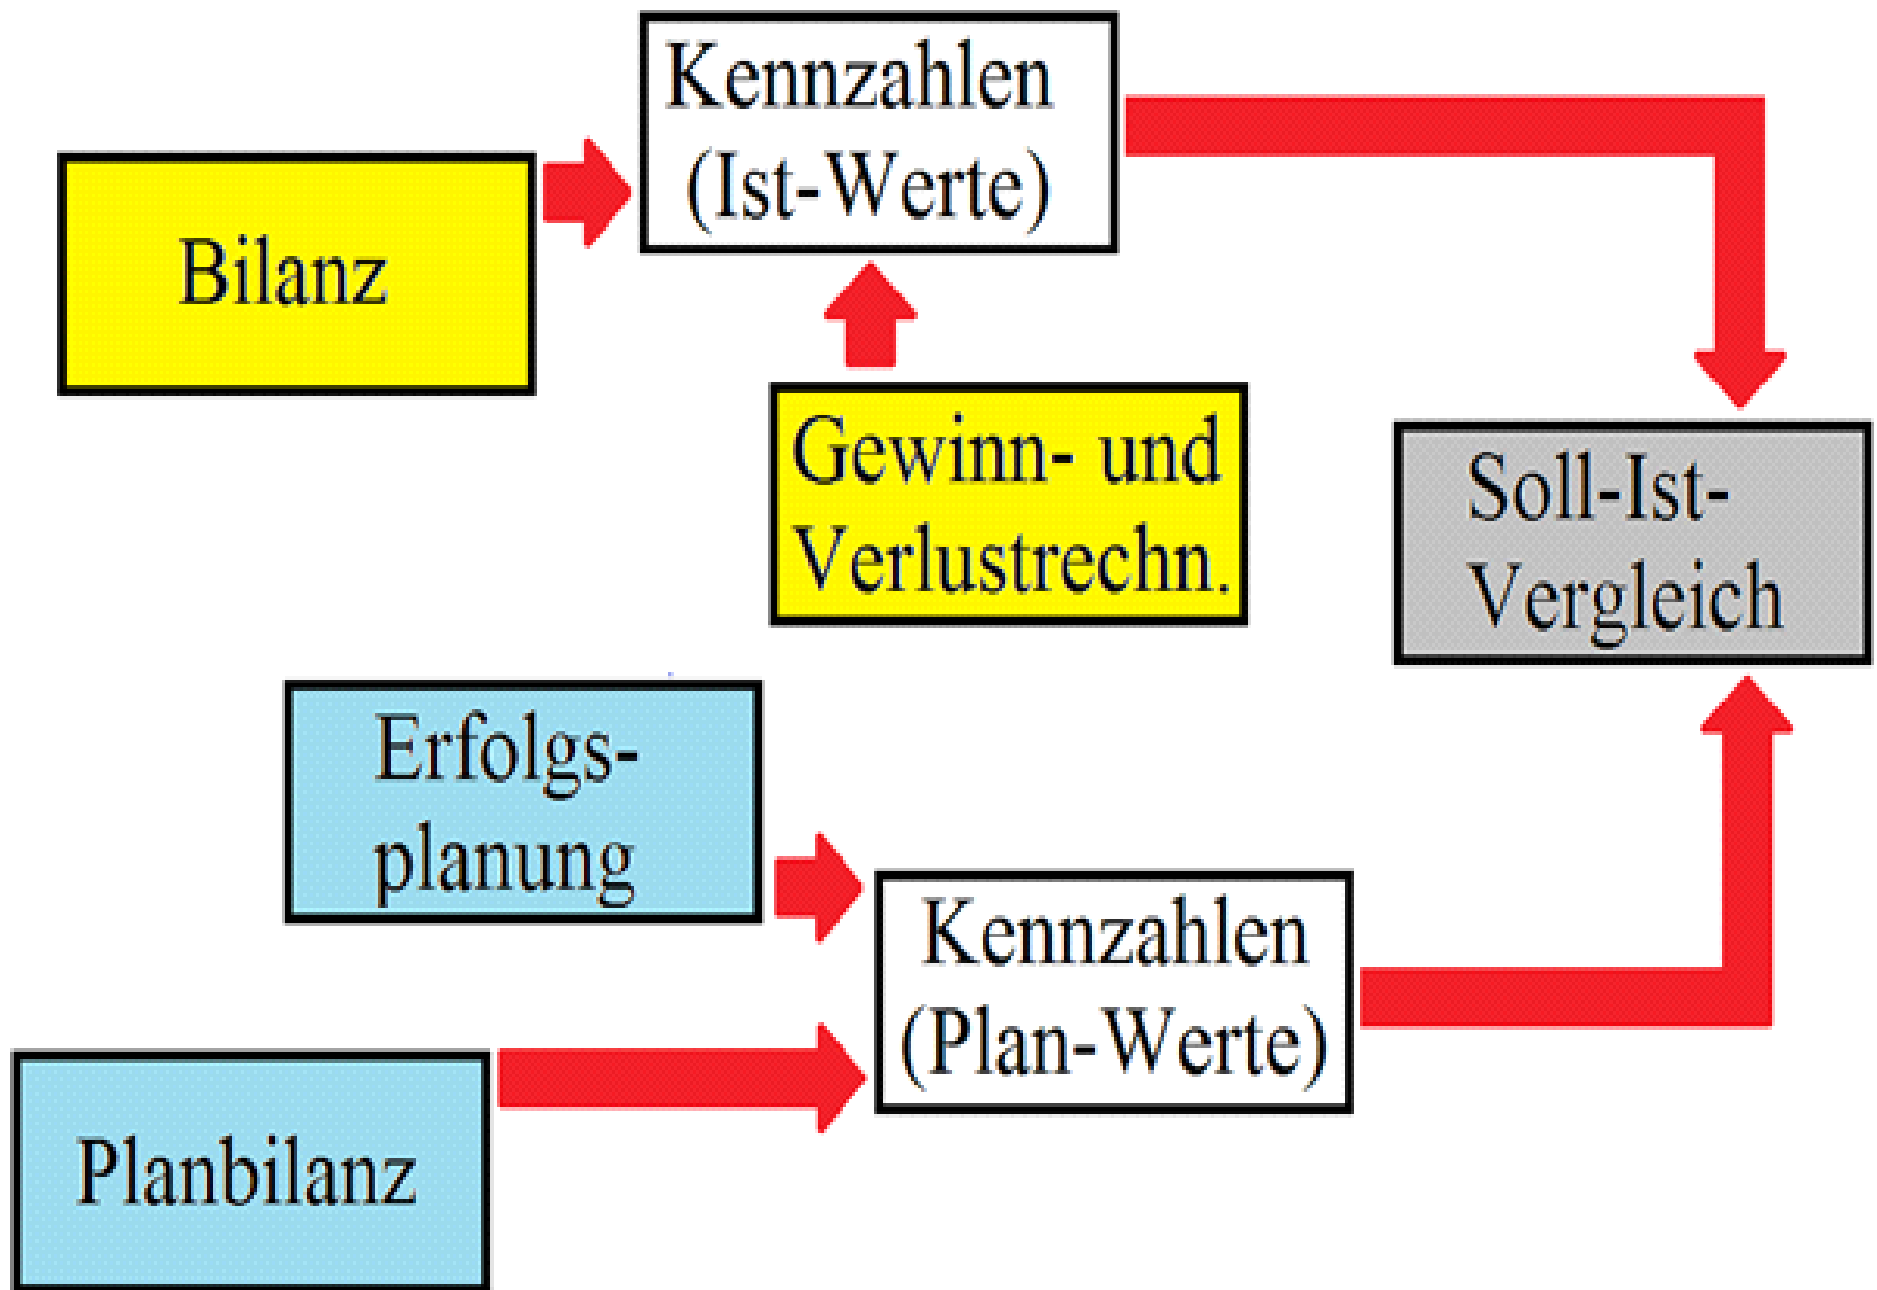 Kennzahlen
(Ist-Werte)
Bilanz
Gewinn- und
Verlustrechn.
Soll-Ist-
Vergleich
Erfolgs-
planung
Kennzahlen
(Plan-Werte)
Planbilanz